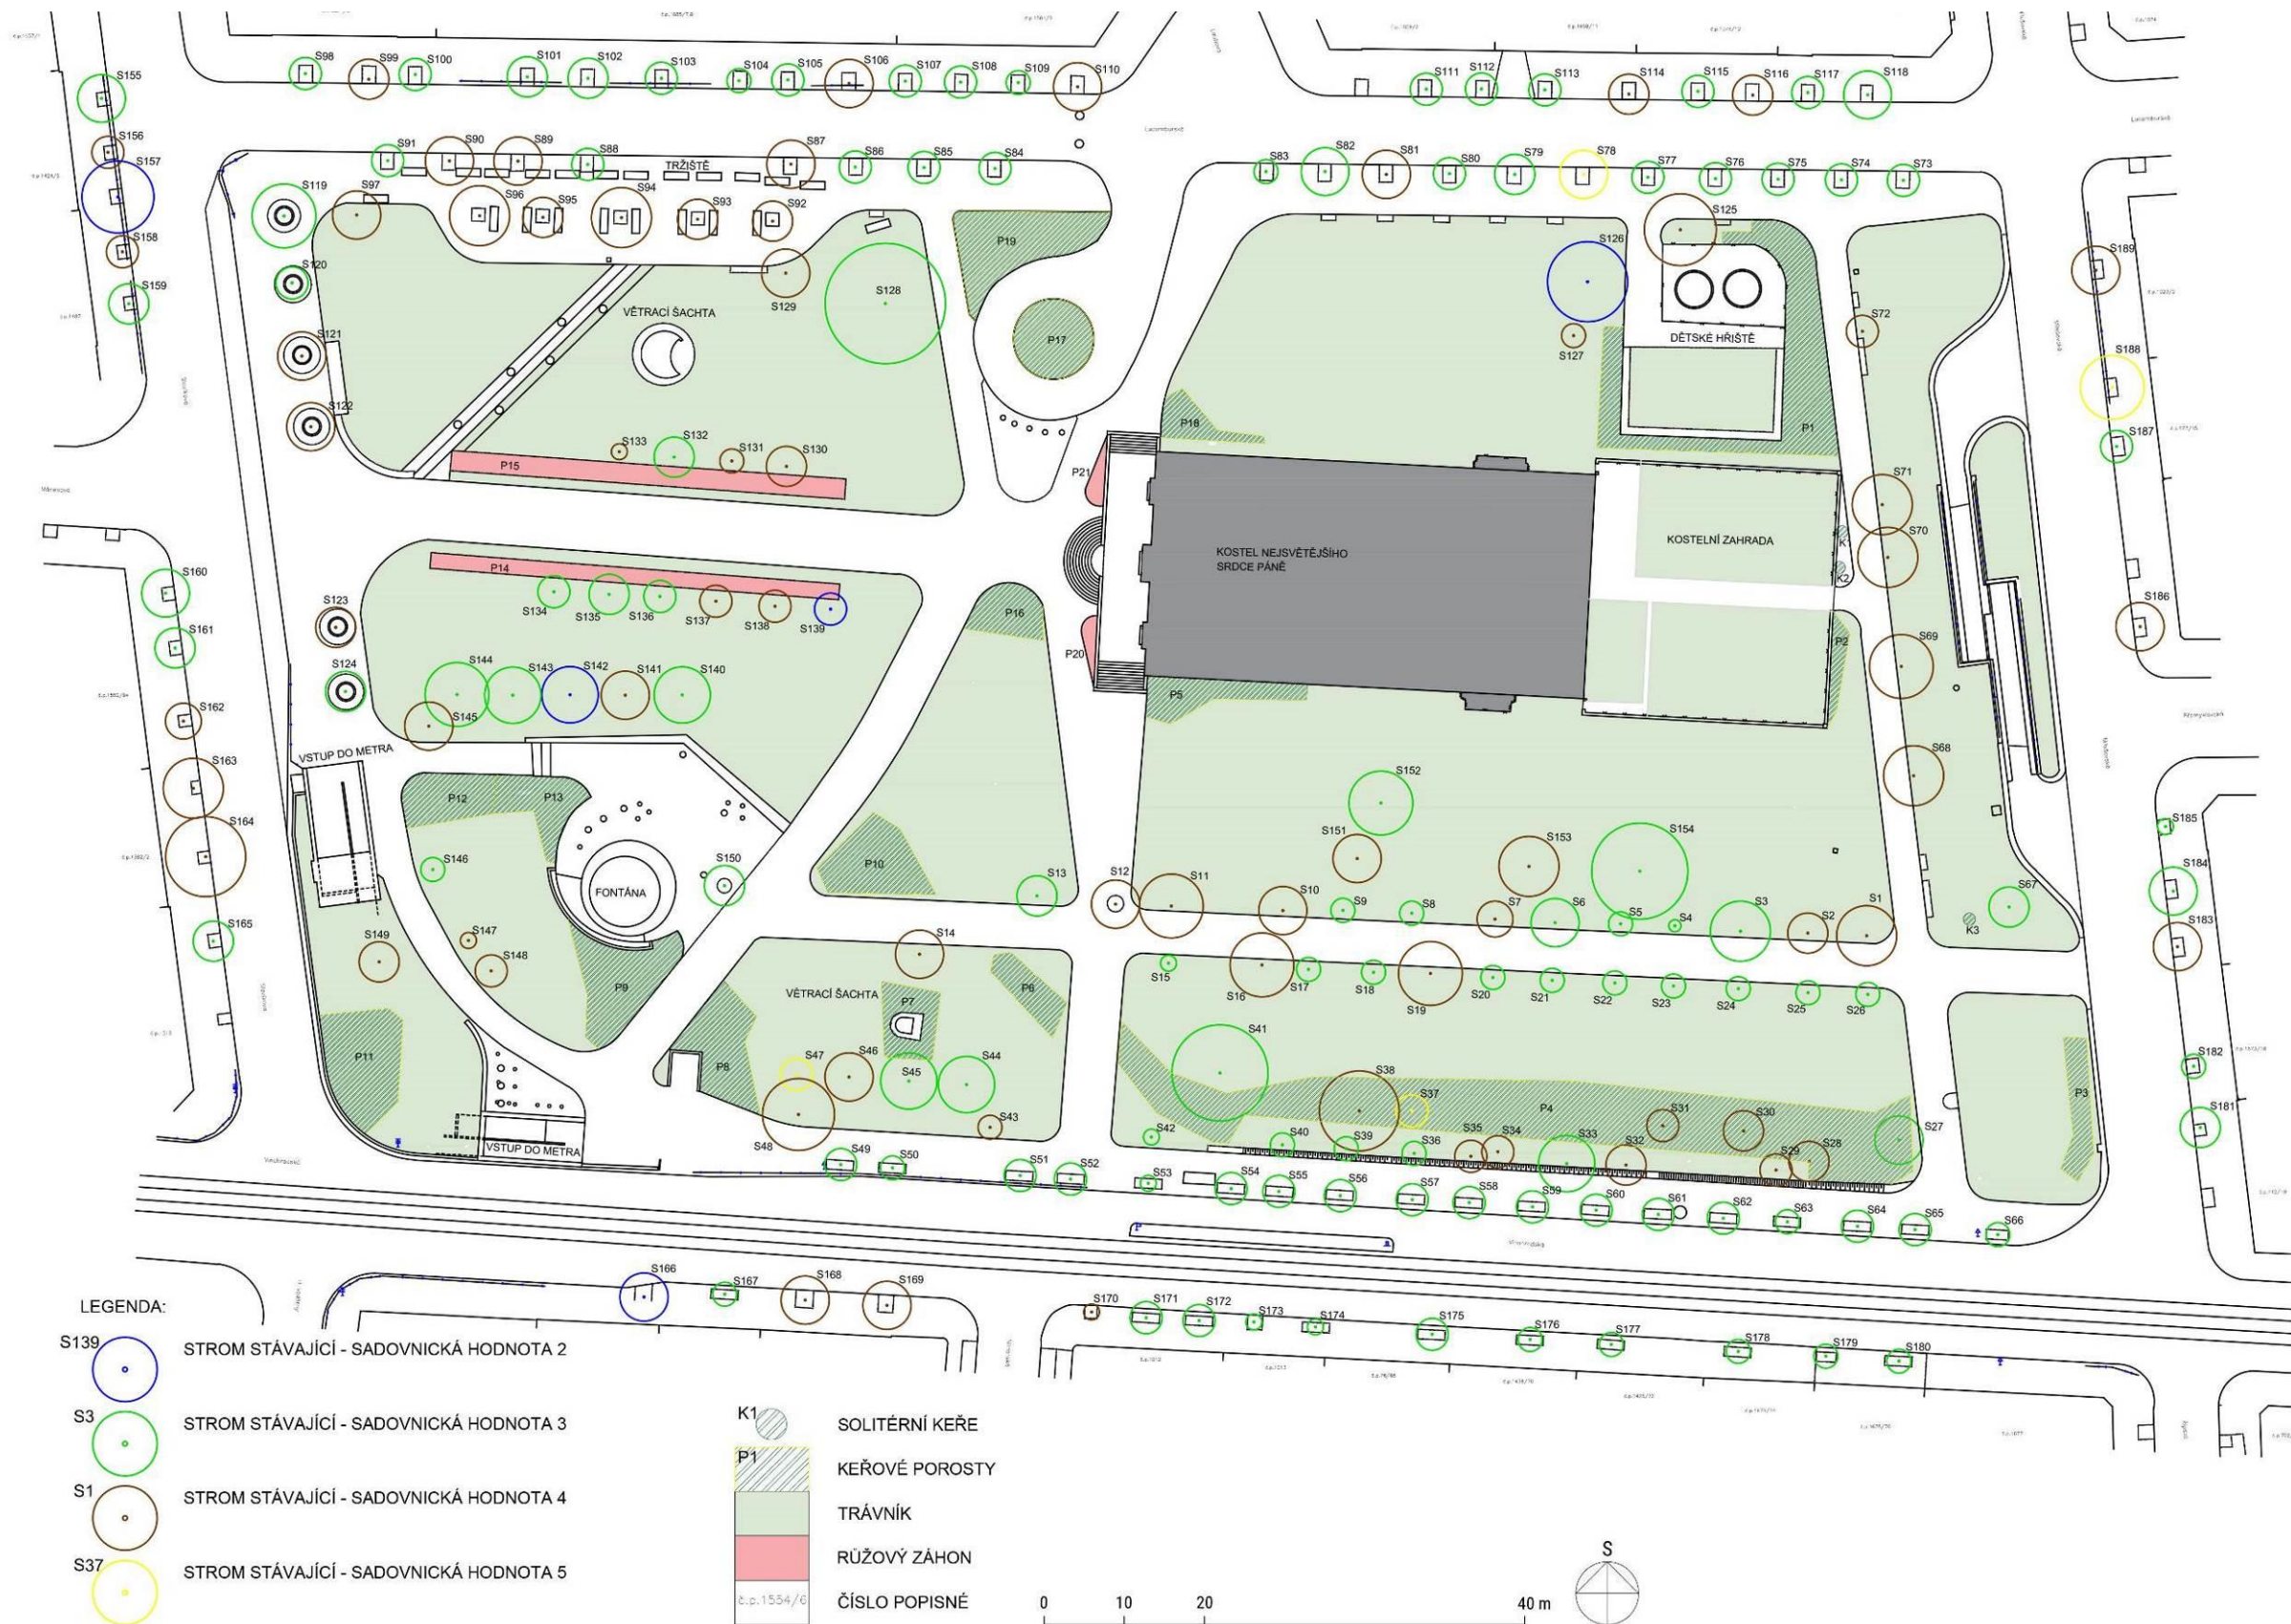 S98
S99
S100
S101
S102
S103
S104
S105
S106
S107
S108
S109
S110
S111
S112
S113
S114
S115
S116
S117
S118
S155
S156
S157
S158
S159
S91
S90
S89
S88
TRŽIŠTĚ
S87
S86
S85
S84
S83
S82
S81
S80
S79
S78
S77
S76
S75
S74
S73
S119
S97
S96
S95
S94
S93
S92
P19
S126
S125
S120
S129
S128
S189
VĚTRACÍ ŠACHTA
S121
P17
S127
DĚTSKÉ HŘIŠTĚ
S72
S188
S122
P18
P1
S187
S133
S132
S131
S130
P15
P21
S71
S70
KOSTEL NEJSVĚTĚJŠÍHO
SRDCE PÁNĚ
KOSTELNÍ ZAHRADA
K1
K2
S160
S161
P14
S134
S135
S136
S137
S138
S139
S123
S124
P16
P20
P2
S69
S186
S144
S143
S142
S141
S140
S145
P5
S162
S163
S164
S165
VSTUP DO METRA
P12
P13
S68
S152
S151
S153
S154
S146
FONTÁNA
S150
P10
S13
S12
S11
S10
S9
S8
S7
S6
S5
S4
S3
S2
S1
S67
K3
S185
S184
S183
S149
S147
S148
P9
S14
VĚTRACÍ ŠACHTA
P7
P6
S15
S16
S17
S18
S19
S20
S21
S22
S23
S24
S25
S26
P11
P8
S47
S46
S45
S44
S48
S43
S41
S38
S37
P4
S31
S30
S27
P3
S182
S181
S42
S40
S39
S36
S35
S34
S33
S32
S29
S28
VSTUP DO METRA
S49
S50
S51
S52
S53
S54
S55
S56
S57
S58
S59
S60
S61
S62
S63
S64
S65
S66
S166
S167
S168
S169
S170
S171
S172
S173
S174
S175
S176
S177
S178
S179
S180
LEGENDA:
S139 STROM STÁVAJÍCÍ - SADOVNICKÁ HODNOTA 2
S3 STROM STÁVAJÍCÍ - SADOVNICKÁ HODNOTA 3
S1 STROM STÁVAJÍCÍ - SADOVNICKÁ HODNOTA 4
S37 STROM STÁVAJÍCÍ - SADOVNICKÁ HODNOTA 5
K1 SOLITÉRNÍ KEŘE
P1 KEŘOVÉ POROSTY
TRÁVNÍK
RŮŽOVÝ ZÁHON
č.p.1554/6 ČÍSLO POPISNÉ
0 10 20 40 m
S